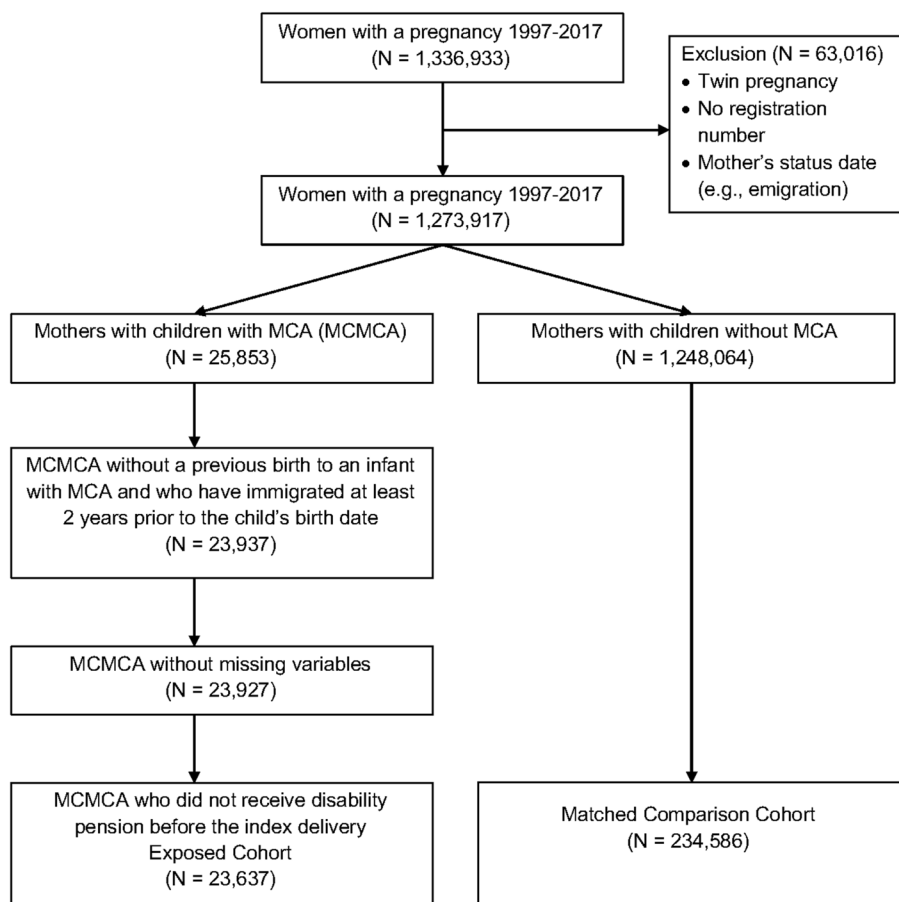 Women with a pregnancy 1997-2017
(N = 1,336,933)
Exclusion (N = 63,016)
• Twin pregnancy
• No registration
number
• Mother's status date
(e.g., emigration)
Women with a pregnancy 1997-2017
(N = 1,273,917)
Mothers with children with MCA (MCMCA)
(N = 25,853)
Mothers with children without MCA
(N = 1,248,064)
MCMCA without a previous birth to an infant
with MCA and who have immigrated at least
2 years prior to the child's birth date
(N = 23,937)
MCMCA without missing variables
(N = 23,927)
MCMCA who did not receive disability
pension before the index delivery
Exposed Cohort
(N = 23,637)
Matched Comparison Cohort
(N = 234,586)